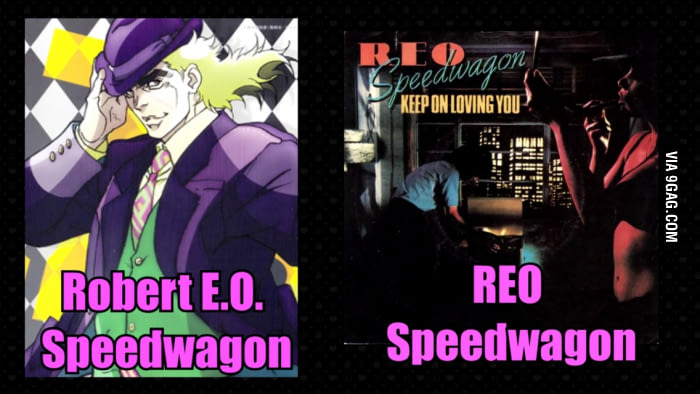 Robert E.O.
Speedwagon
REO
Speedwagon
KEEP ON LOVING YOU
REO
Speedwagon
VIA 9GAG.COM